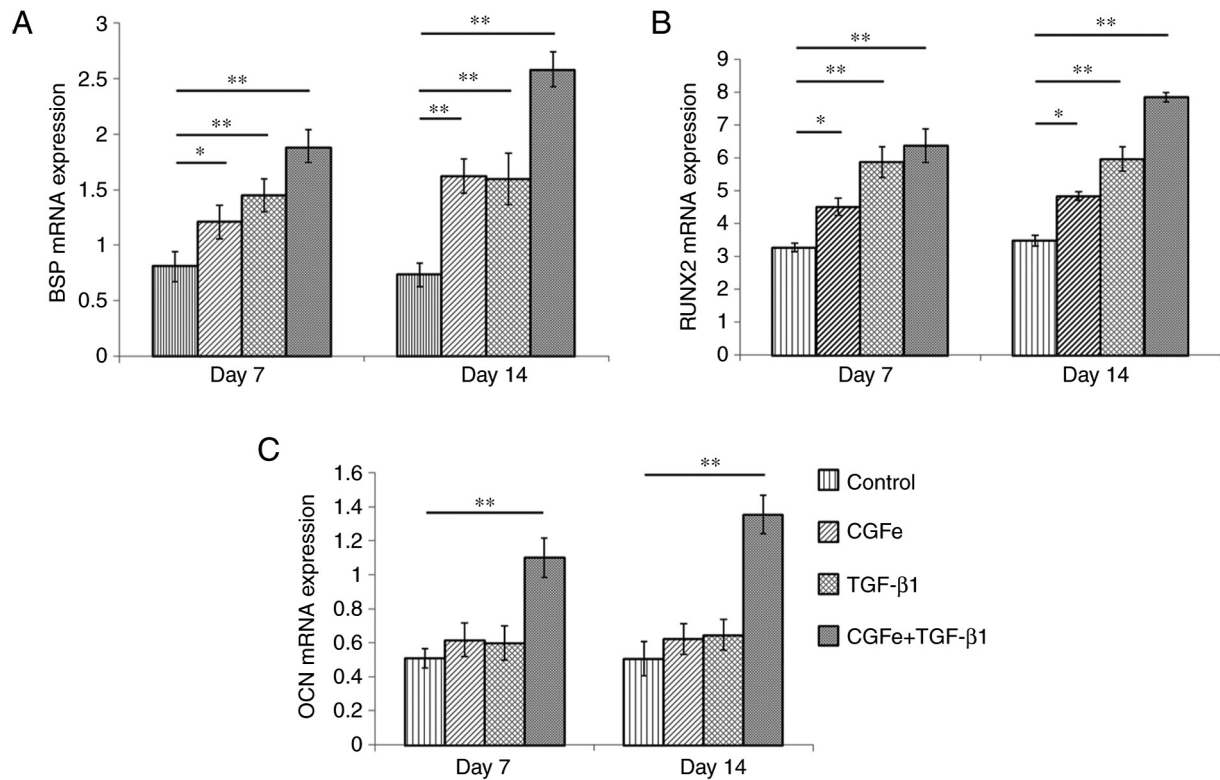 A
BSP mRNA expression
3
2.5
2
1.5
1
0.5
0
**
**
*
**
**
**
Day 7
Day 14
B
RUNX2 mRNA expression
9
8
7
6
5
4
3
2
1
0
**
**
*
**
**
*
Day 7
Day 14
C
OCN mRNA expression
1.6
1.4
1.2
1
0.8
0.6
0.4
0.2
0
**
**
Day 7
Day 14
Control
CGFe
TGF-β1
CGFe+TGF-β1